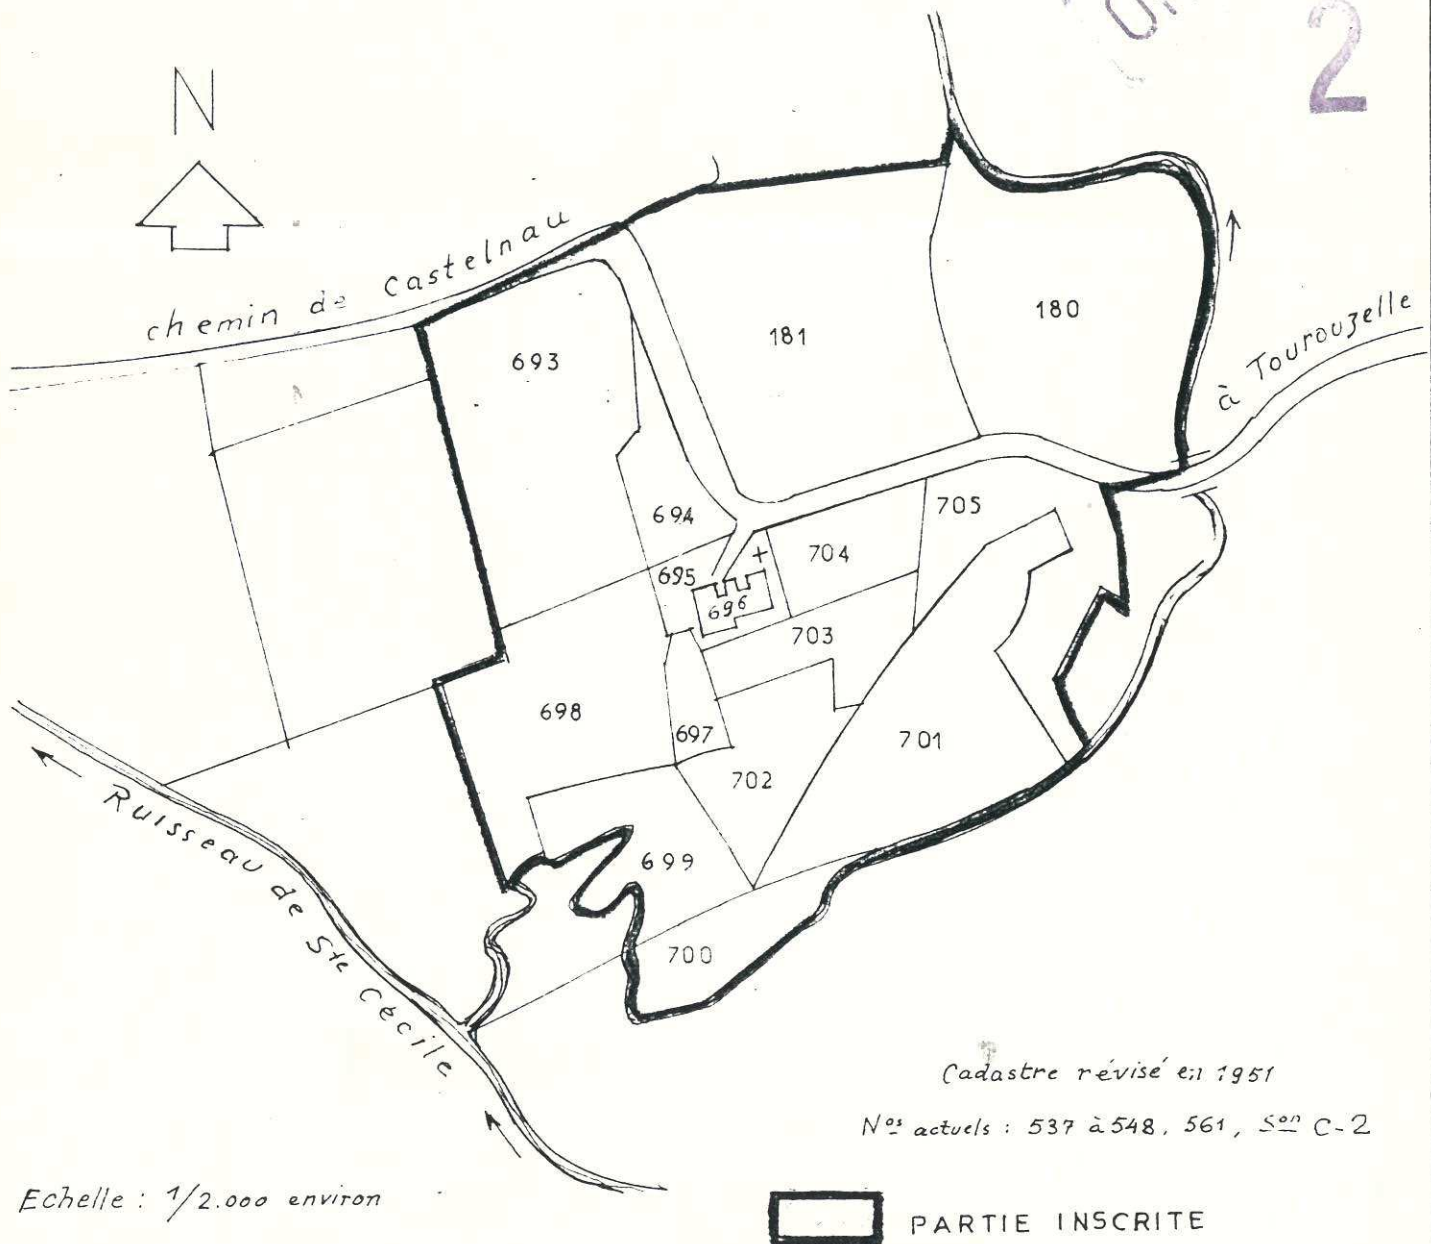 2
N
chemin de Castelnau
693
181
180
à Tourouzelle
694
705
704
695
696
703
698
697
701
702
699
700
Ruisseau de Ste Cécile
Cadastre révisé en 1951
Nos actuels : 537 à 548, 561, Son C-2
Echelle : 1/2.000 environ
PARTIE INSCRITE